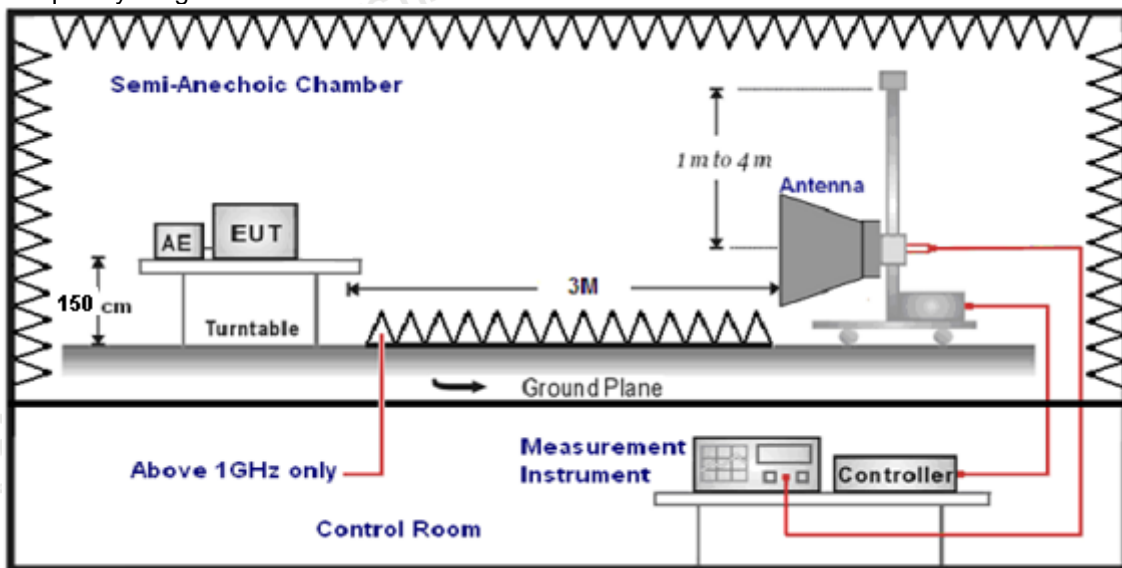 Semi-Anechoic Chamber
1 m to 4 m
Antenna
AE
EUT
150 cm
3M
Turntable
Ground Plane
Above 1GHz only
Measurement
Instrument
Controller
Control Room